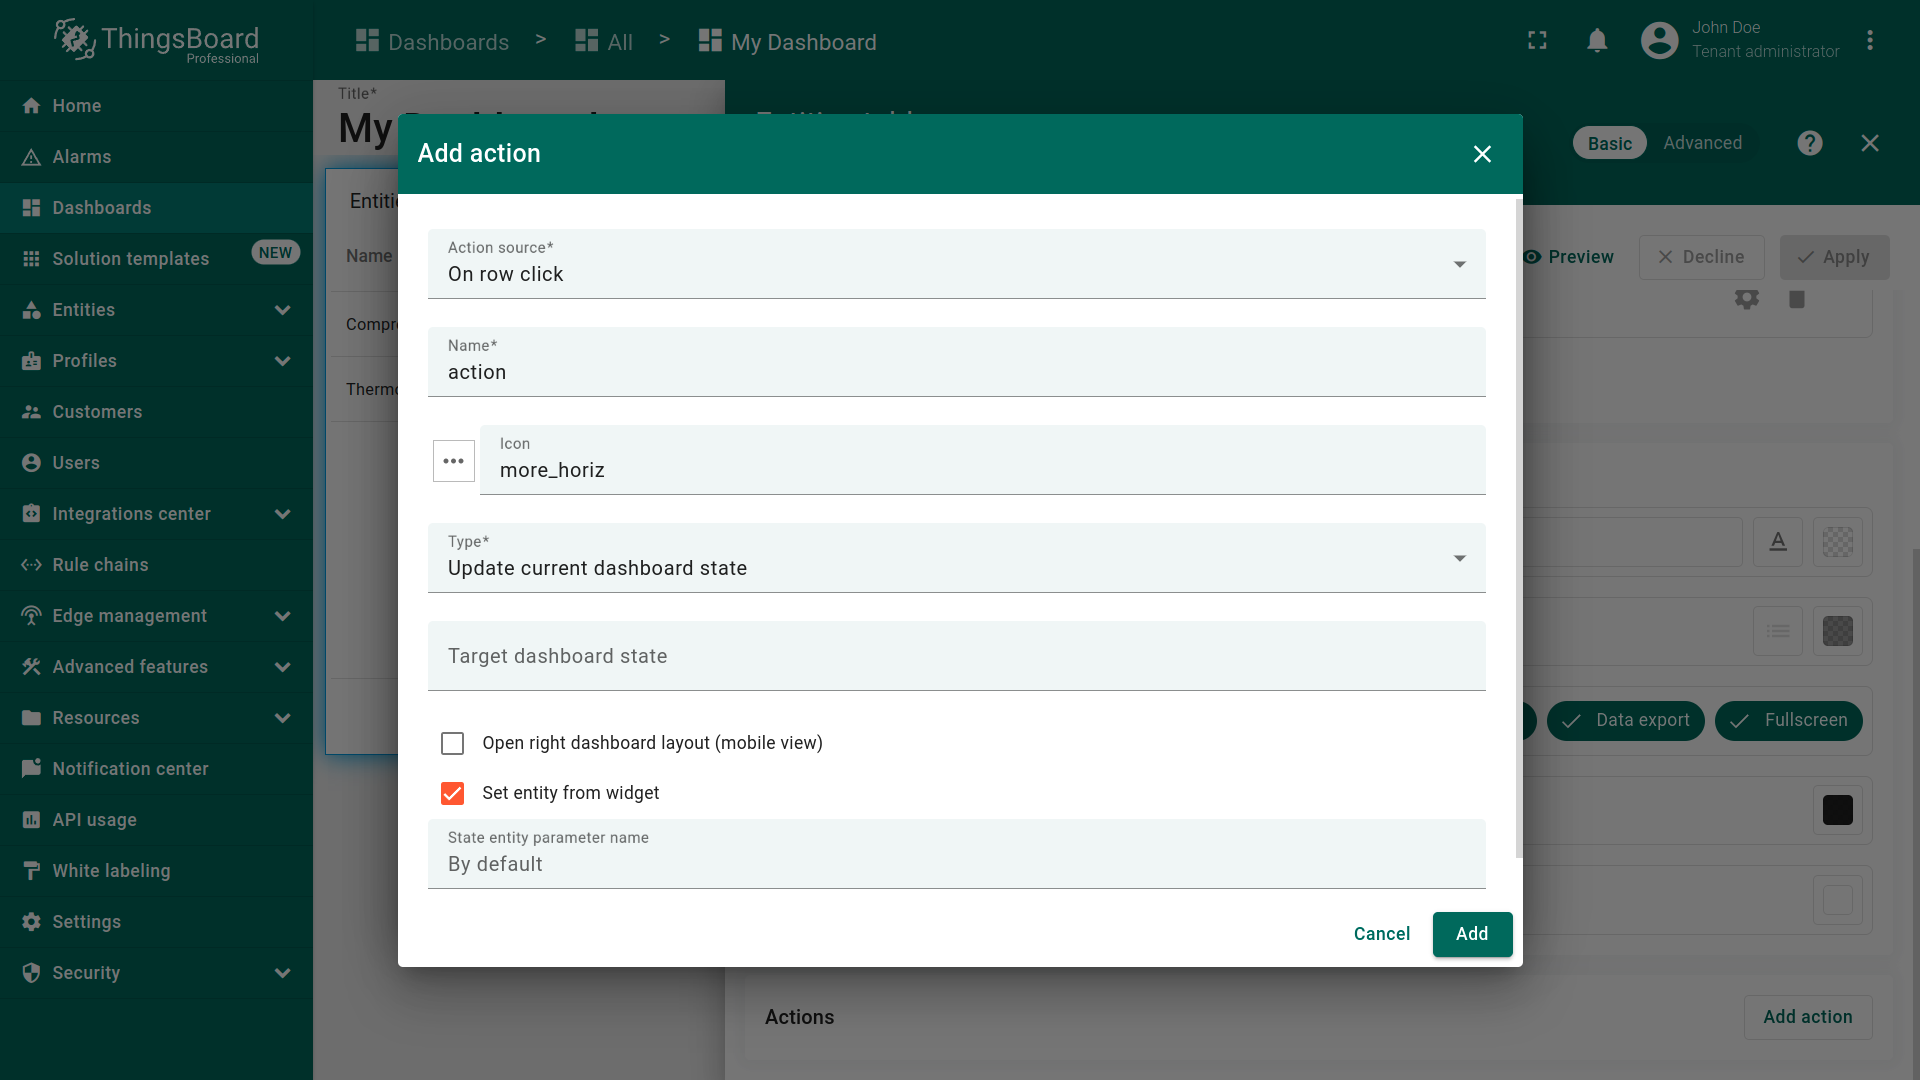 ThingsBoard
Professional
Dashboards > All > My Dashboard
John Doe
Tenant administrator
Home
Alarms
Dashboards
Solution templates NEW
Entities
Profiles
Customers
Users
Integrations center
Rule chains
Edge management
Advanced features
Resources
Notification center
API usage
White labeling
Settings
Security
Title*
My
Name
Basic Advanced
Preview Decline Apply
Add action
Action source*
On row click
Name*
action
Icon
more_horiz
Type*
Update current dashboard state
Target dashboard state
Open right dashboard layout (mobile view)
Set entity from widget
State entity parameter name
By default
Cancel Add
Data export Fullscreen
Actions Add action